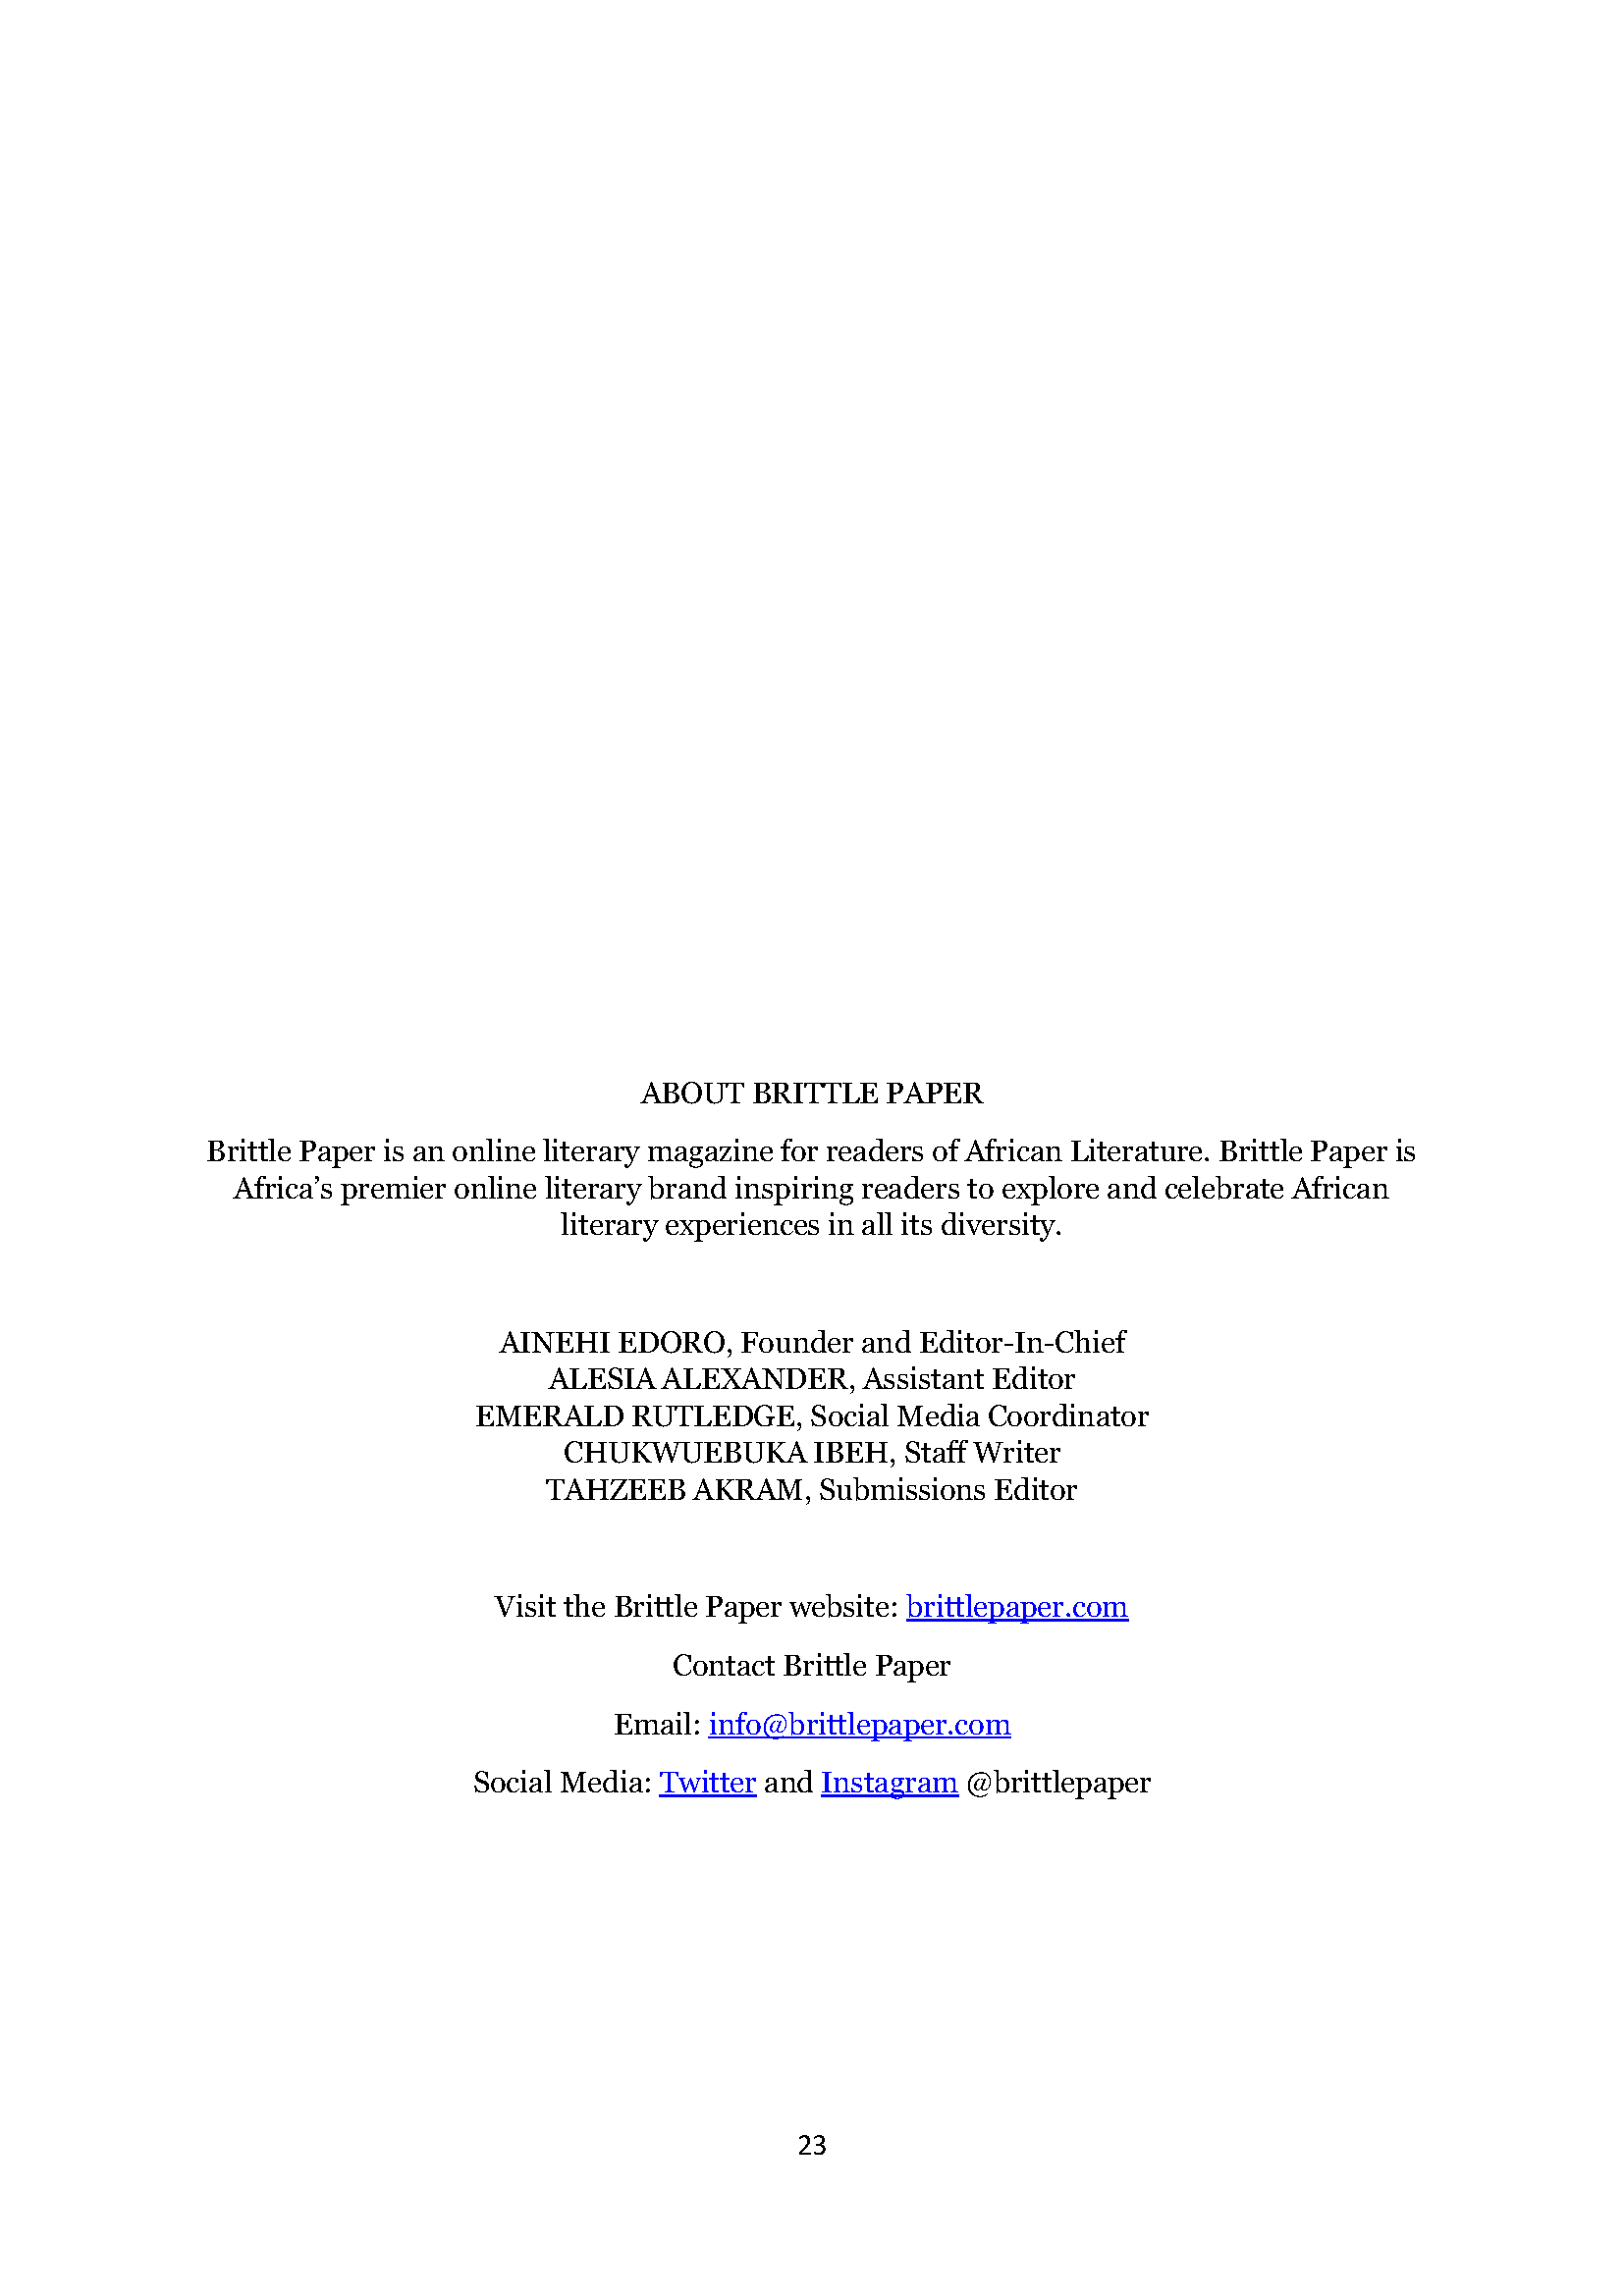 ABOUT BRITTLE PAPER
Brittle Paper is an online literary magazine for readers of African Literature. Brittle Paper is
Africa’s premier online literary brand inspiring readers to explore and celebrate African
literary experiences in all its diversity.
AINEHI EDORO, Founder and Editor-In-Chief
ALESIA ALEXANDER, Assistant Editor
EMERALD RUTLEDGE, Social Media Coordinator
CHUKWUEBUKA IBEH, Staff Writer
TAHZEEB AKRAM, Submissions Editor
Visit the Brittle Paper website: brittlepaper.com
Contact Brittle Paper
Email: info@brittlepaper.com
Social Media: Twitter and Instagram @brittlepaper
23